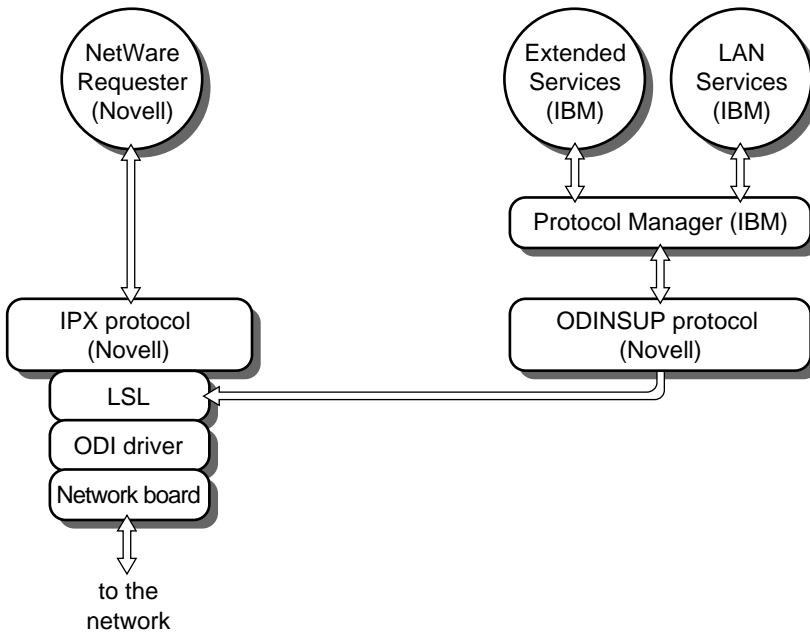 NetWare
Requester
(Novell)
Extended
Services
(IBM)
LAN
Services
(IBM)
Protocol Manager (IBM)
IPX protocol
(Novell)
ODINSUP protocol
(Novell)
LSL
ODI driver
Network board
to the
network